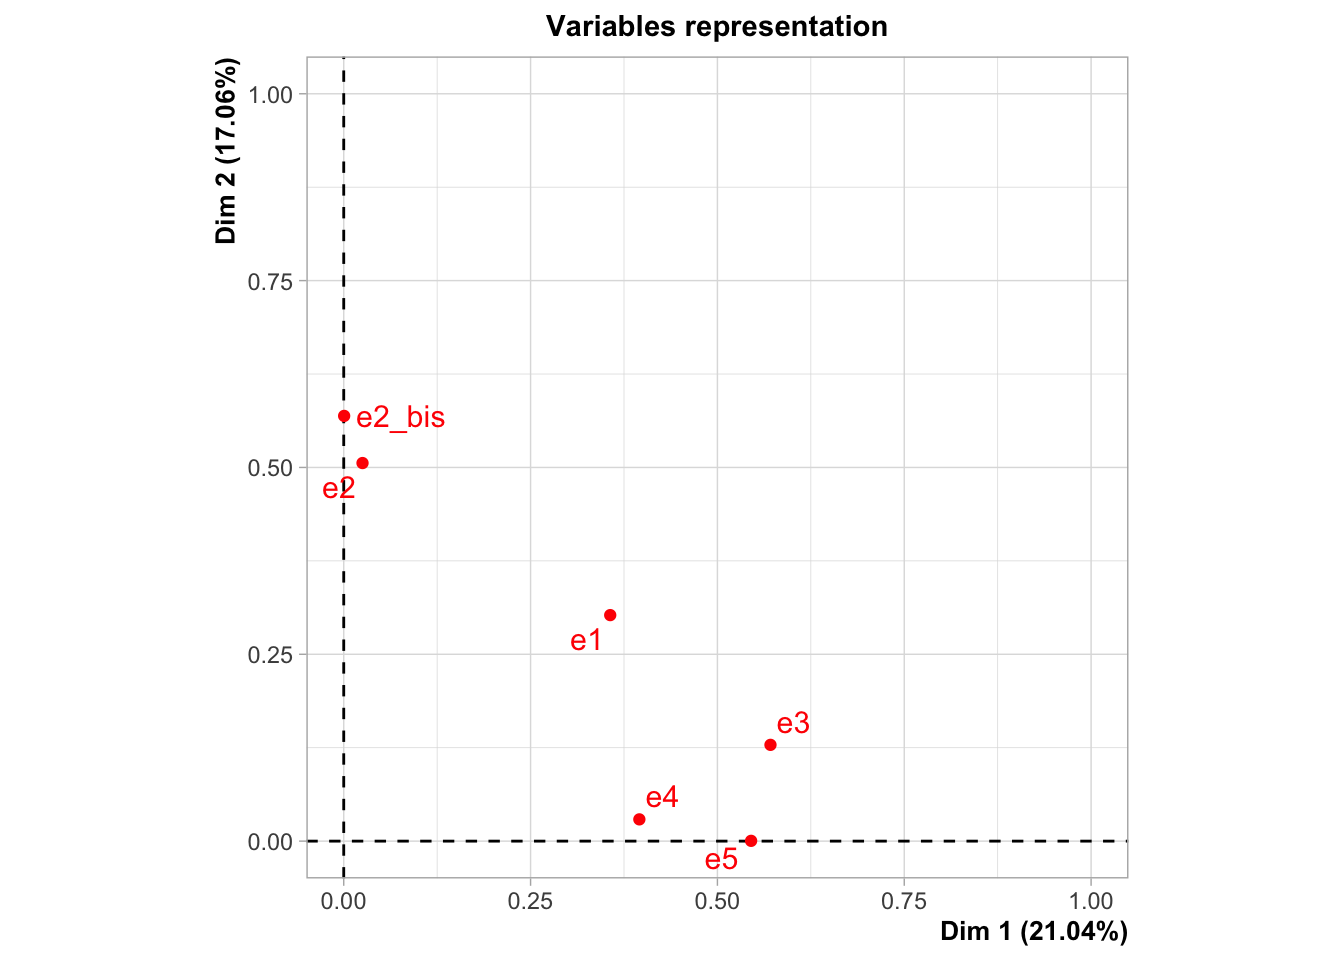 Variables representation
Dim 2 (17.06%)
1.00
0.75
0.50
0.25
0.00
e2_bis
e2
e1
e3
e4
e5
0.00 0.25 0.50 0.75 1.00
Dim 1 (21.04%)